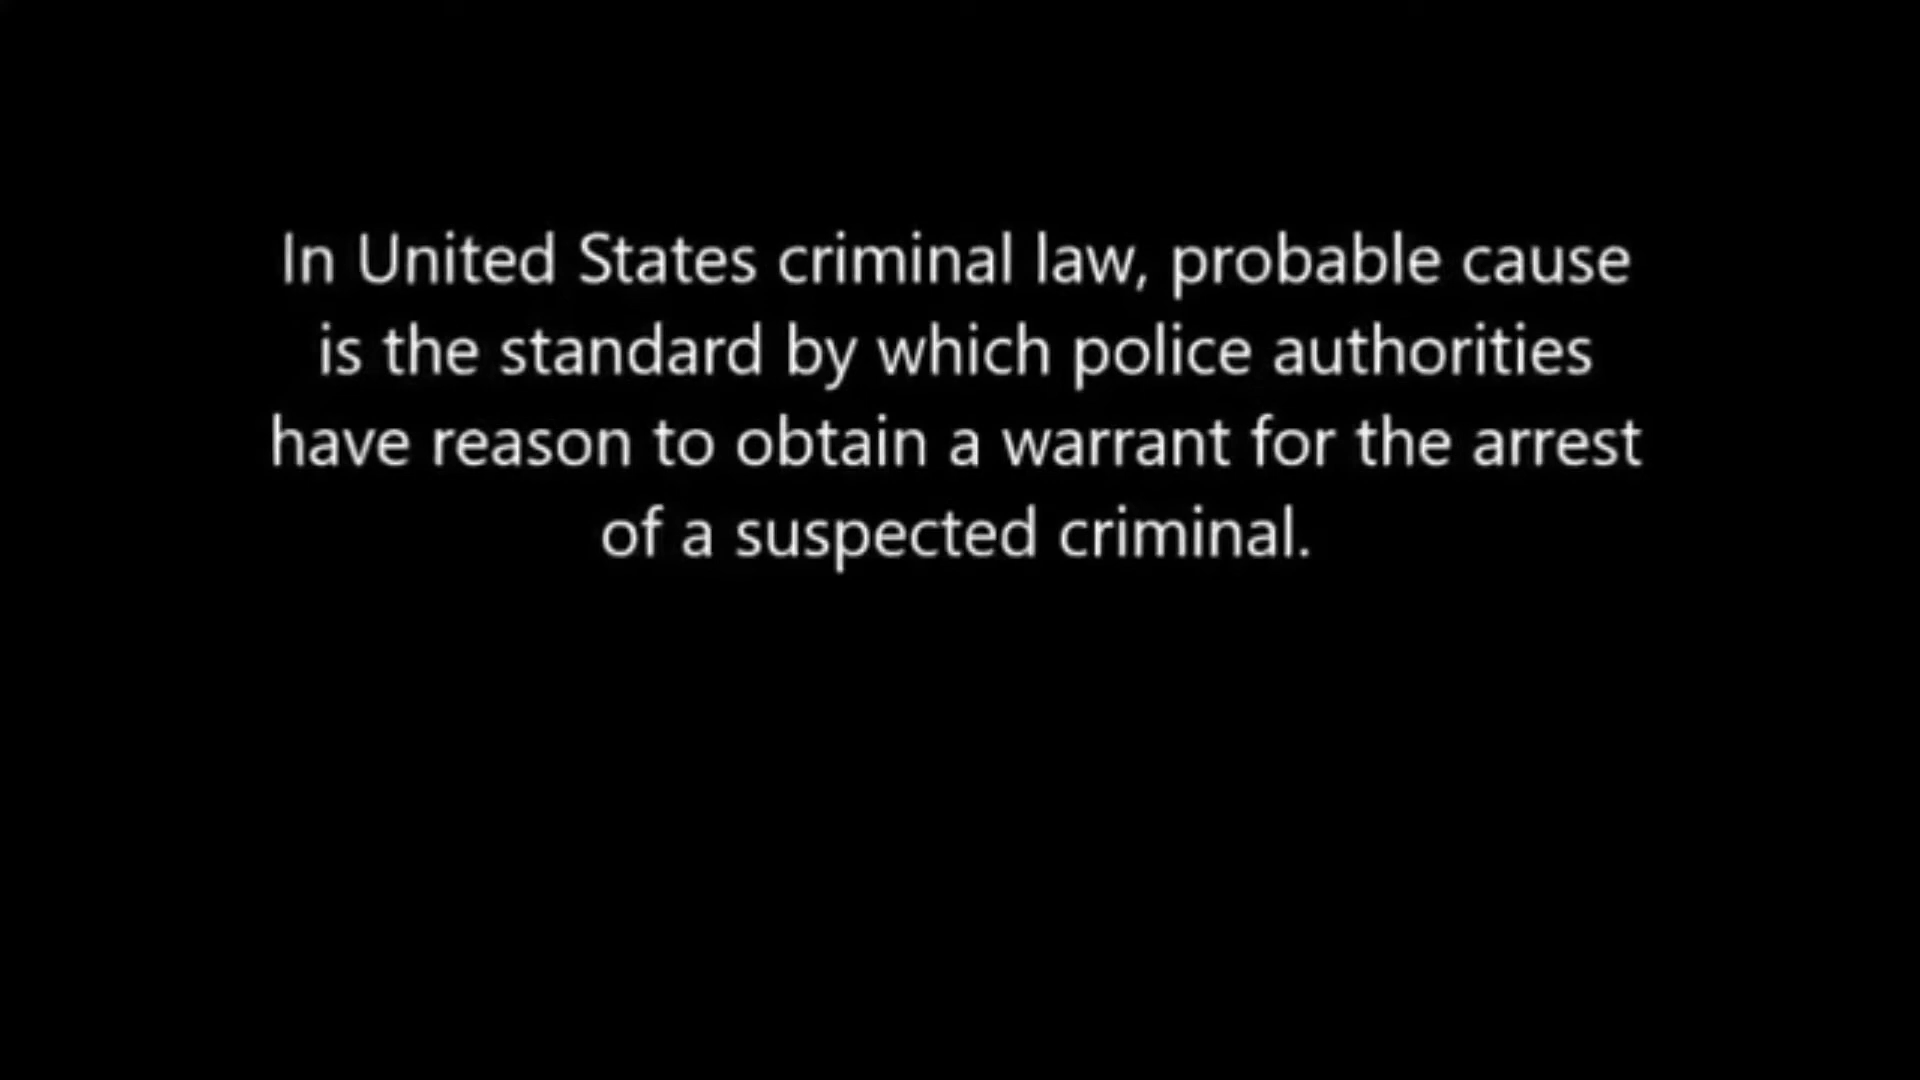 In United States criminal law, probable cause
is the standard by which police authorities
have reason to obtain a warrant for the arrest
of a suspected criminal.